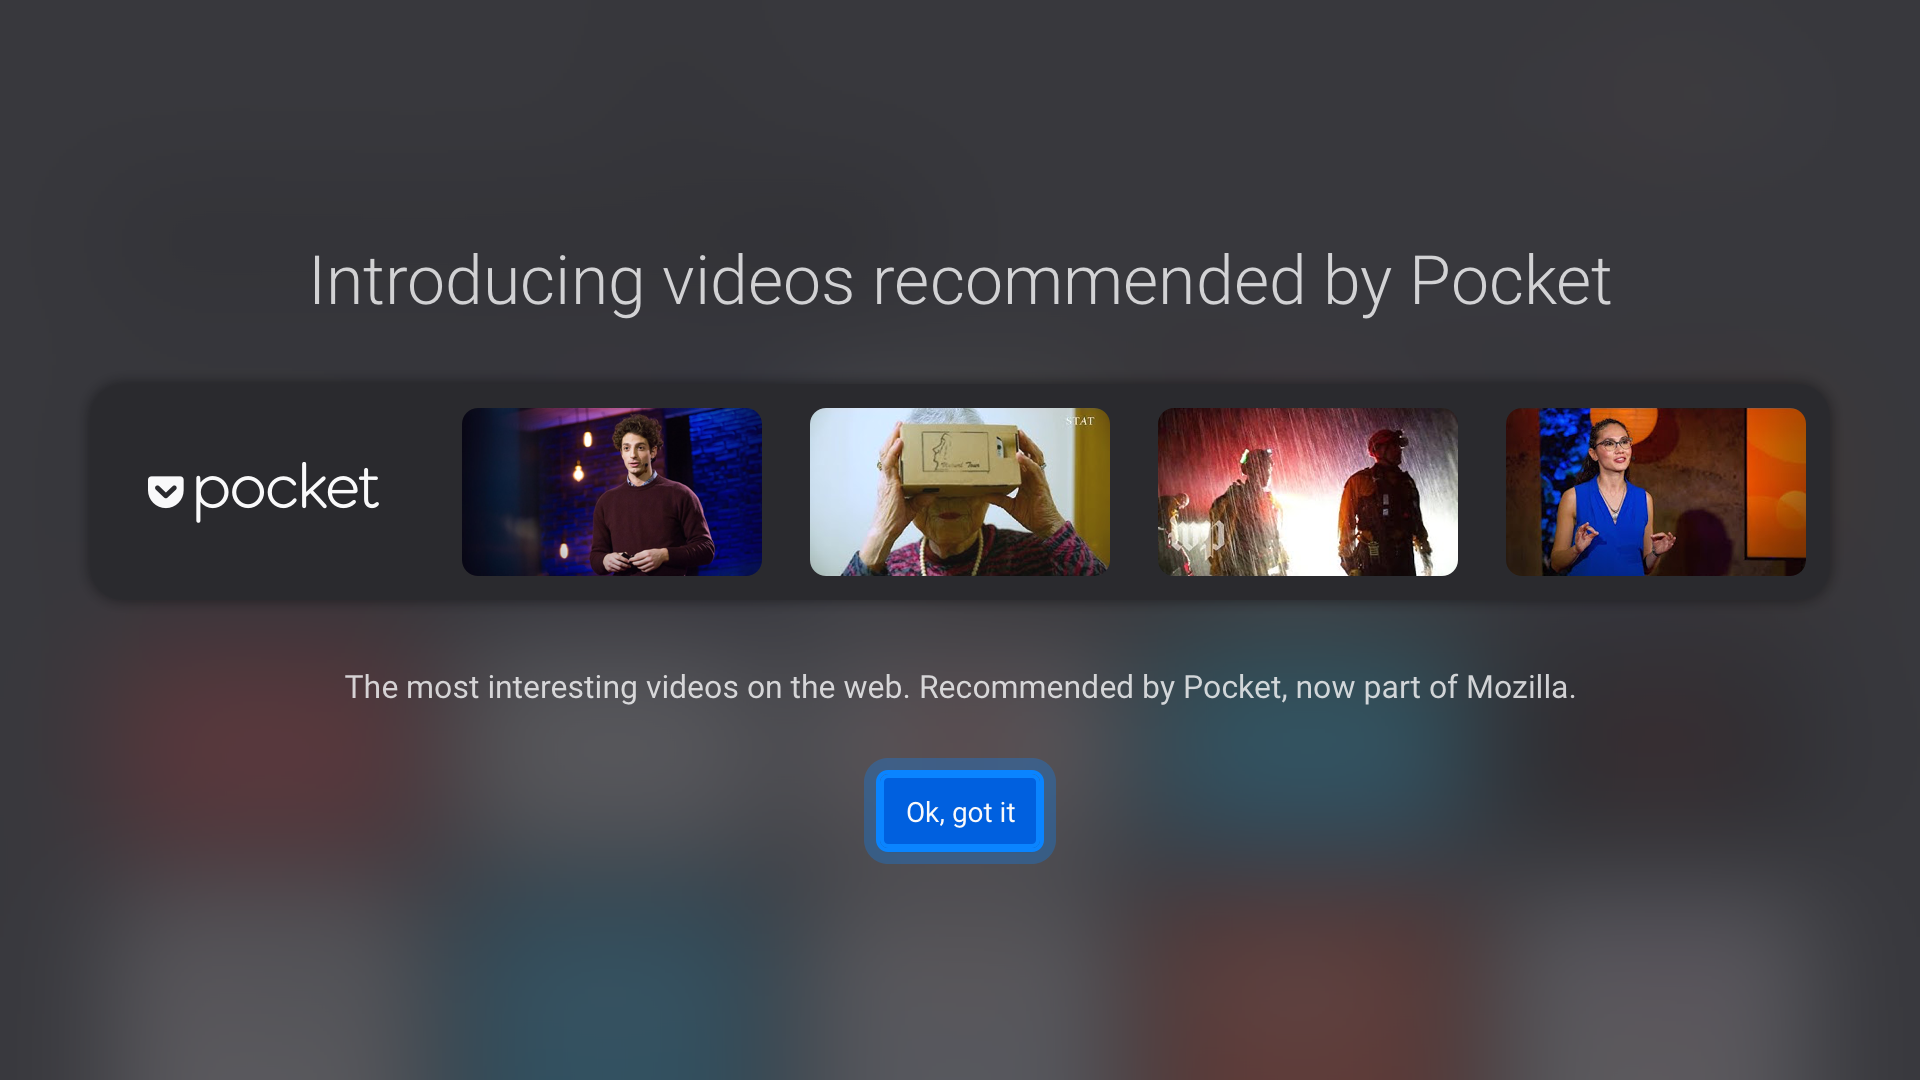 Introducing videos recommended by Pocket
pocket
STAT
wp
The most interesting videos on the web. Recommended by Pocket, now part of Mozilla.
Ok, got it